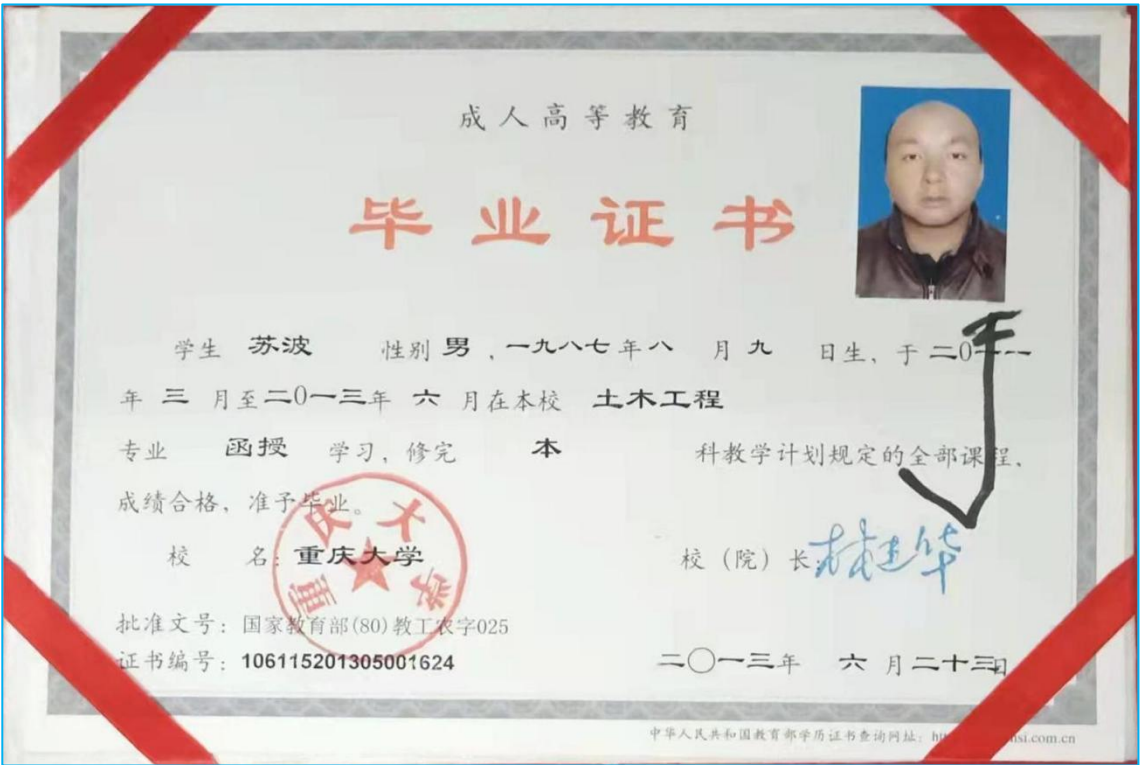 成人高等教育
毕业证书
学生 苏波 性别 男 ，一九八七年八 月 九 日生，于二0一一
年 三 月至二0一三年 六 月在本校 土木工程
专业 函授 学习，修完 本 科教学计划规定的全部课程，
成绩合格，准予毕业。
校 名：重庆大学
重庆大学
校（院）长：林建华
批准文号：国家教育部(80)教工农字025
证书编号：106115201305001624
二〇一三年 六 月二十三日
中华人民共和国教育部学历证书查询网址：